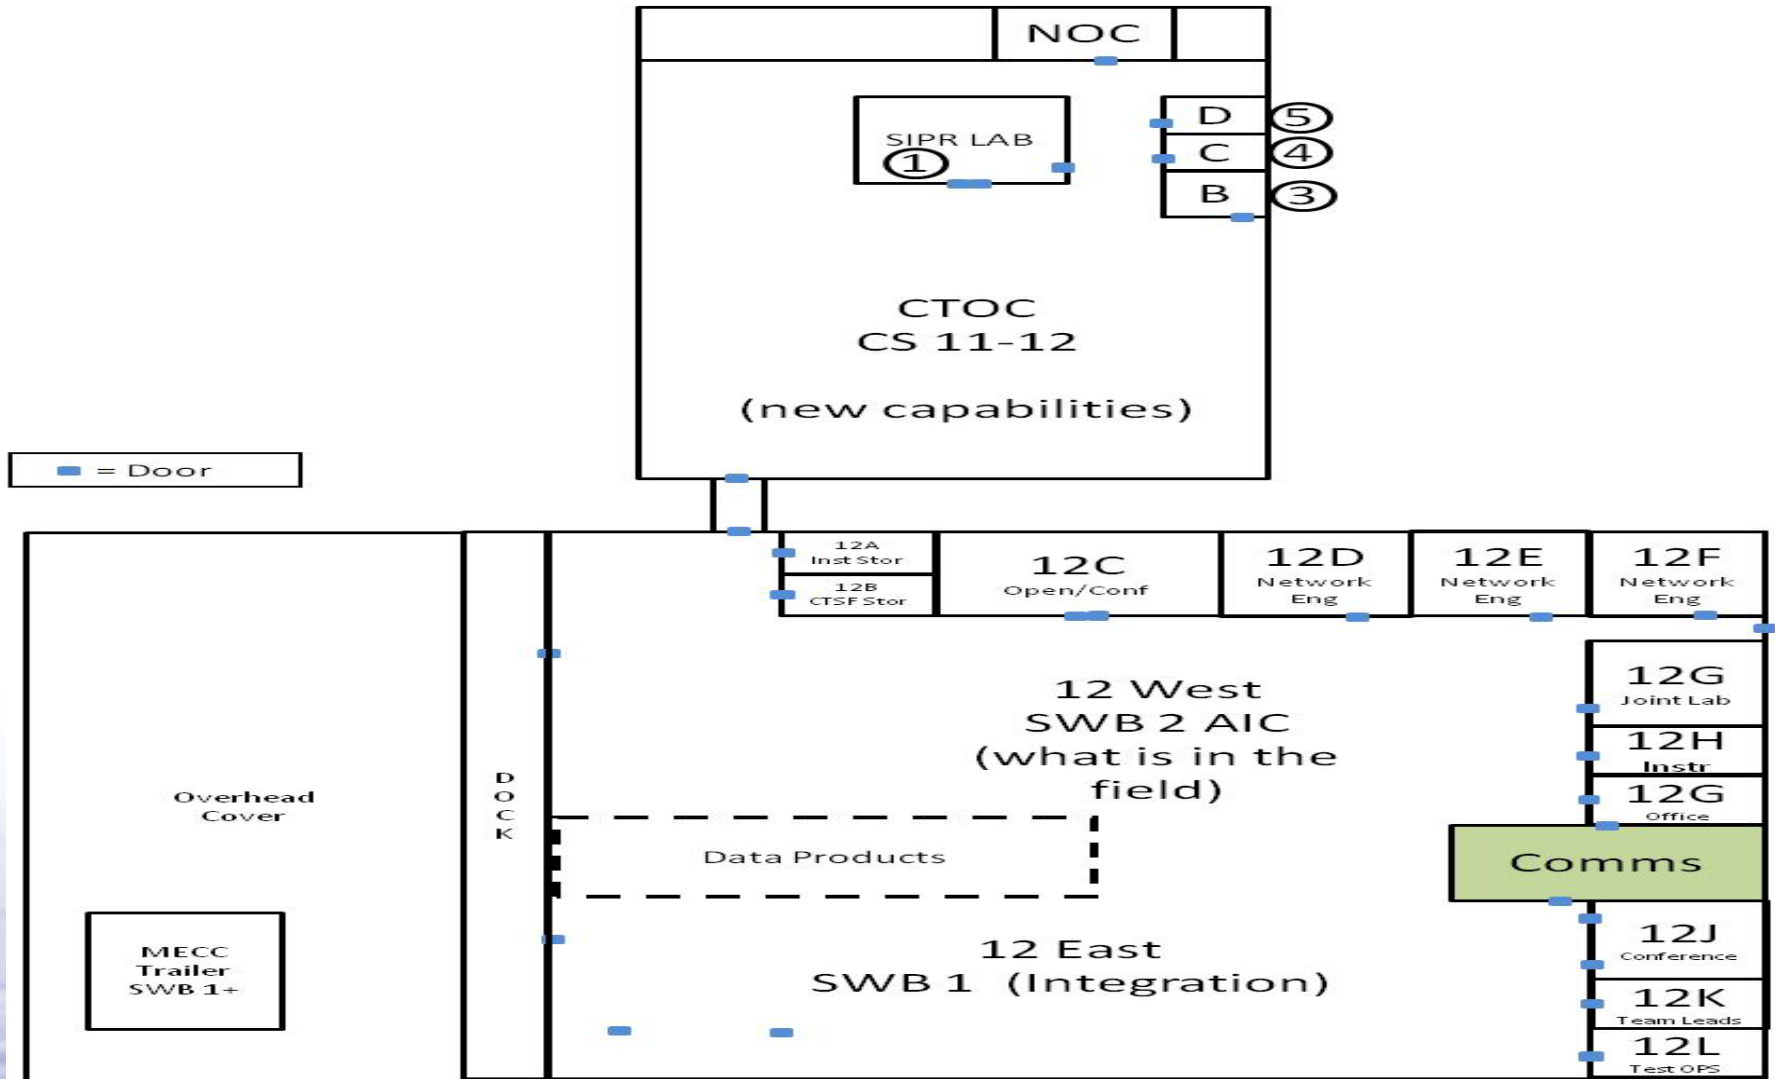 NOC
SIPR LAB
1
D
5
C
4
B
3
CTOC
CS 11-12
(new capabilities)
= Door
12A
Inst Stor
12B
CTSF Stor
12C
Open/Conf
12D
Network
Eng
12E
Network
Eng
12F
Network
Eng
12G
Joint Lab
12H
Instr
12G
Office
12 West
SWB 2 AIC
(what is in the
field)
DOCK
Overhead
Cover
Data Products
Comms
MECC
Trailer
SWB 1+
12 East
SWB 1 (Integration)
12J
Conference
12K
Team Leads
12L
Test OPS